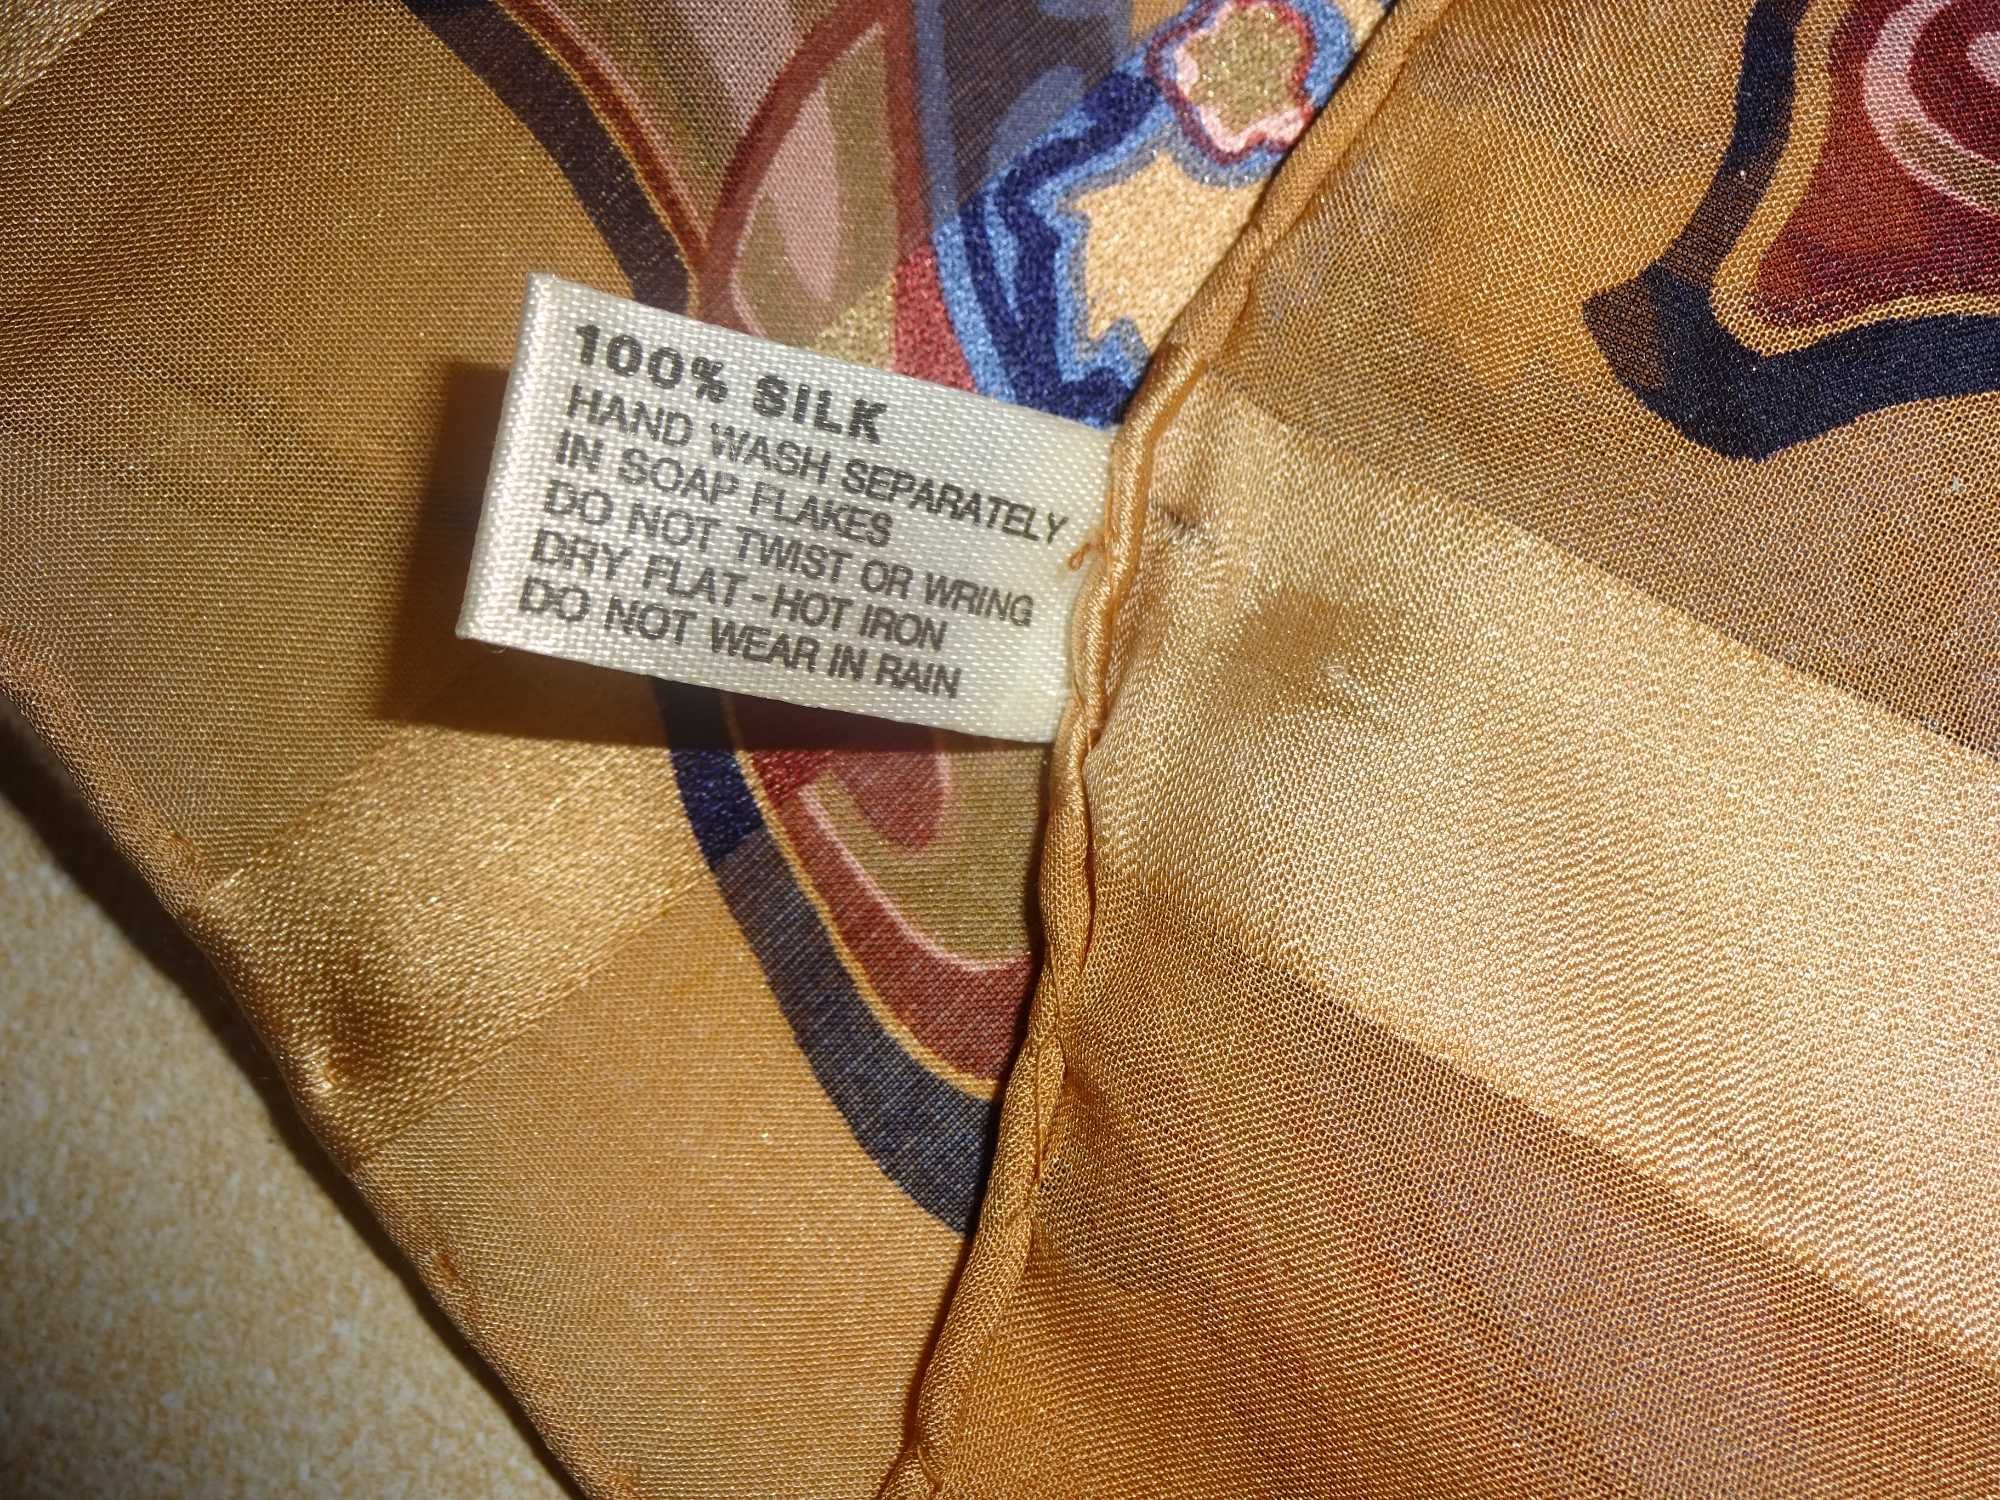 100% SILK
HAND WASH SEPARATELY
IN SOAP FLAKES
DO NOT TWIST OR WRING
DRY FLAT - HOT IRON
DO NOT WEAR IN RAIN